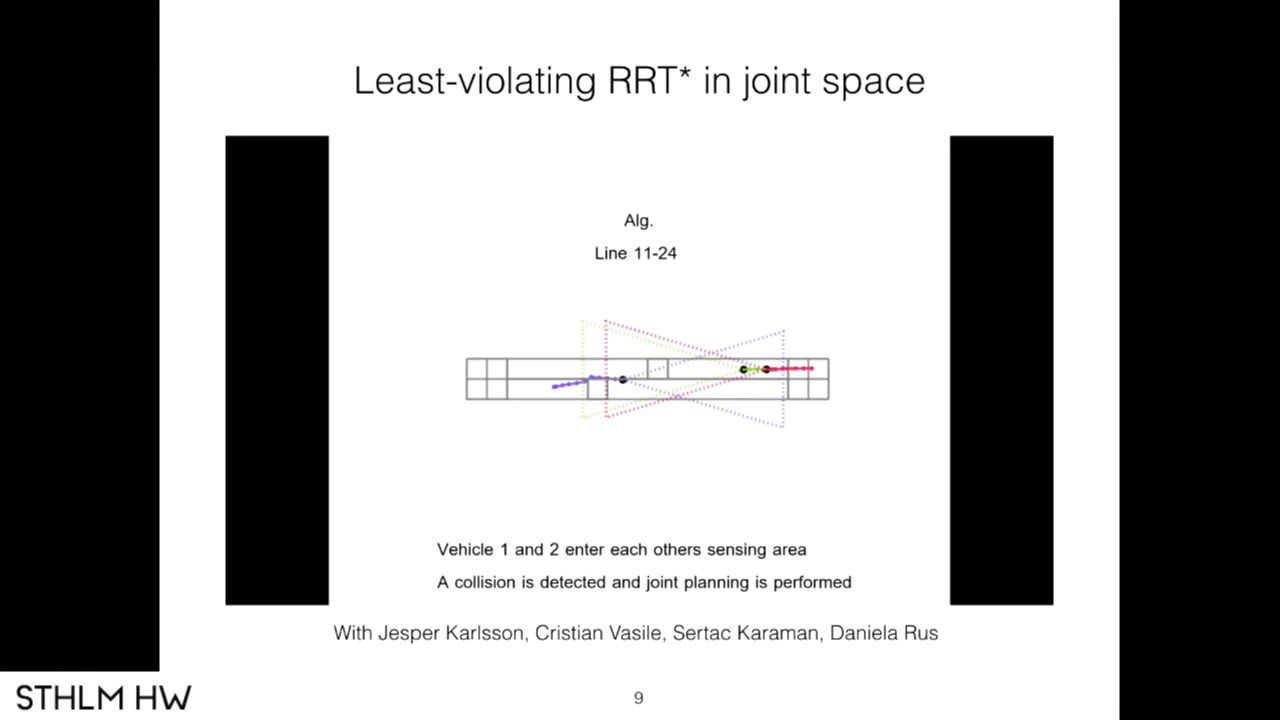 Least-violating RRT* in joint space
Alg.
Line 11-24
Vehicle 1 and 2 enter each others sensing area
A collision is detected and joint planning is performed
With Jesper Karlsson, Cristian Vasile, Sertac Karaman, Daniela Rus
STHLM HW
9